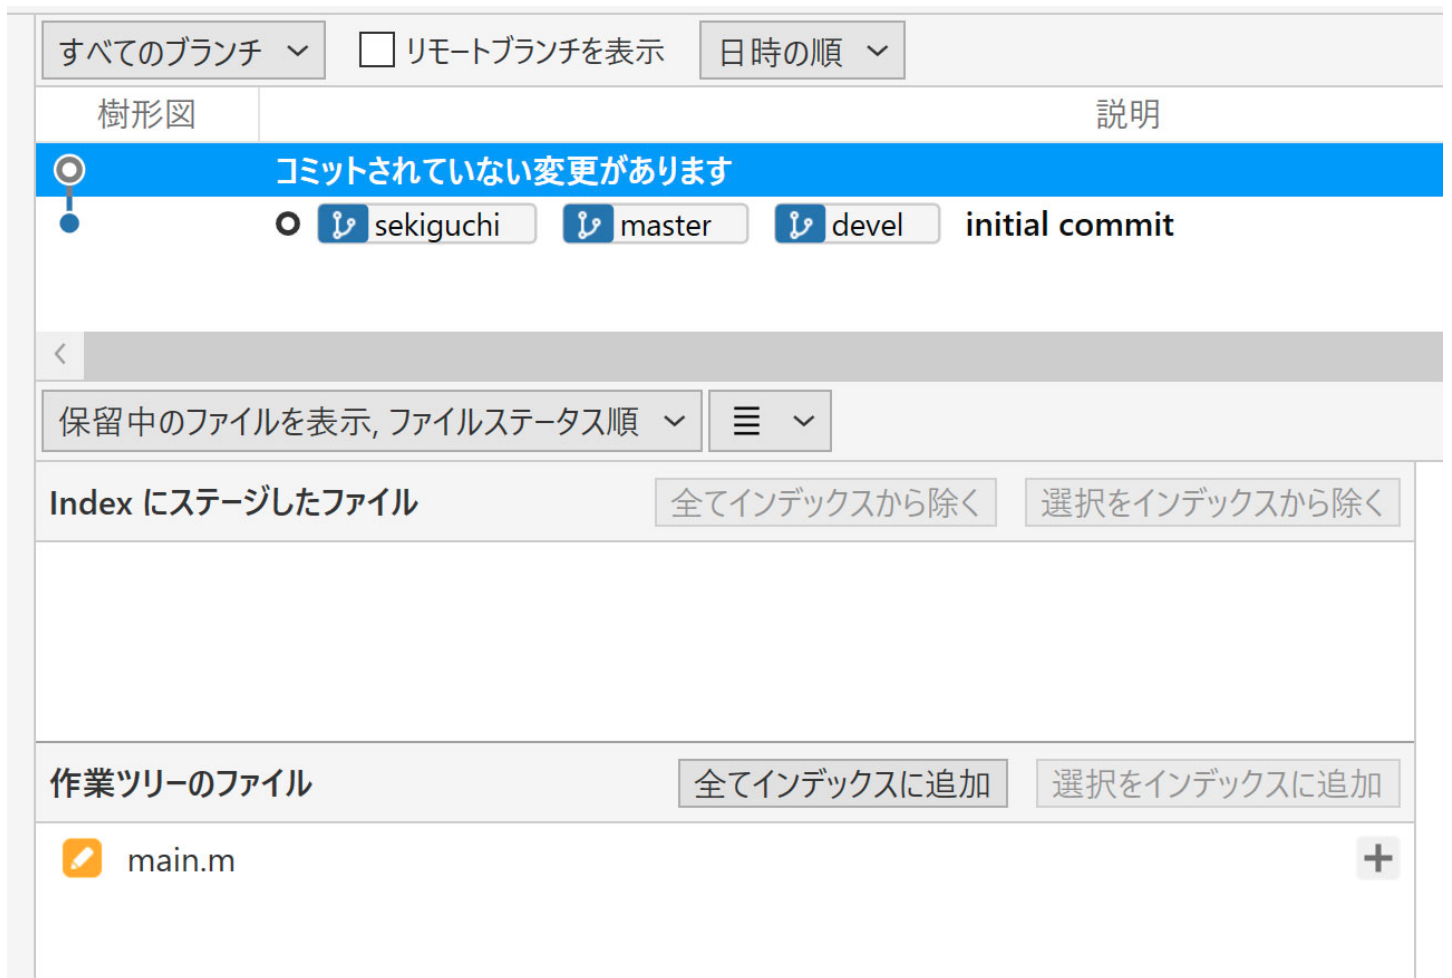 すべてのブランチ リモートブランチを表示 日時の順
樹形図 説明
コミットされていない変更があります
sekiguchi master devel initial commit
保留中のファイルを表示, ファイルステータス順
Index にステージしたファイル 全てインデックスから除く 選択をインデックスから除く
作業ツリーのファイル 全てインデックスに追加 選択をインデックスに追加
main.m